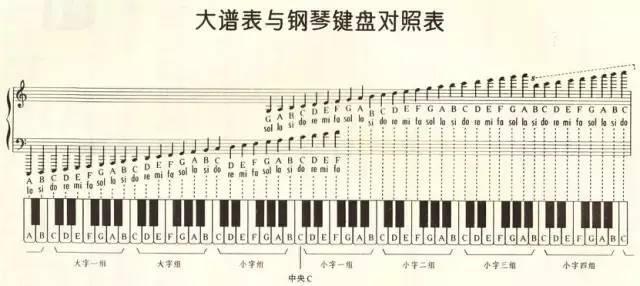 大谱表与钢琴键盘对照表
8
G A B C D E F G A B C D E F G A B C D E F G A B C D E F G A B C
sol la si do re mi fa sol la si do re mi fa sol la si do re mi fa sol la si do re mi fa sol la si do
A B C D E F G A B C D E F G A B C D E F G A B C D E F
la si do re mi fa sol la si do re mi fa sol la si do re mi fa sol la si do re mi fa
A B C D E F G A B C D E F G A B C D E F G A B C D E F G A B C D E F G A B C D E F G A B C D E F G A B C
大字一组 大字组 小字组 小字一组 小字二组 小字三组 小字四组
中央C